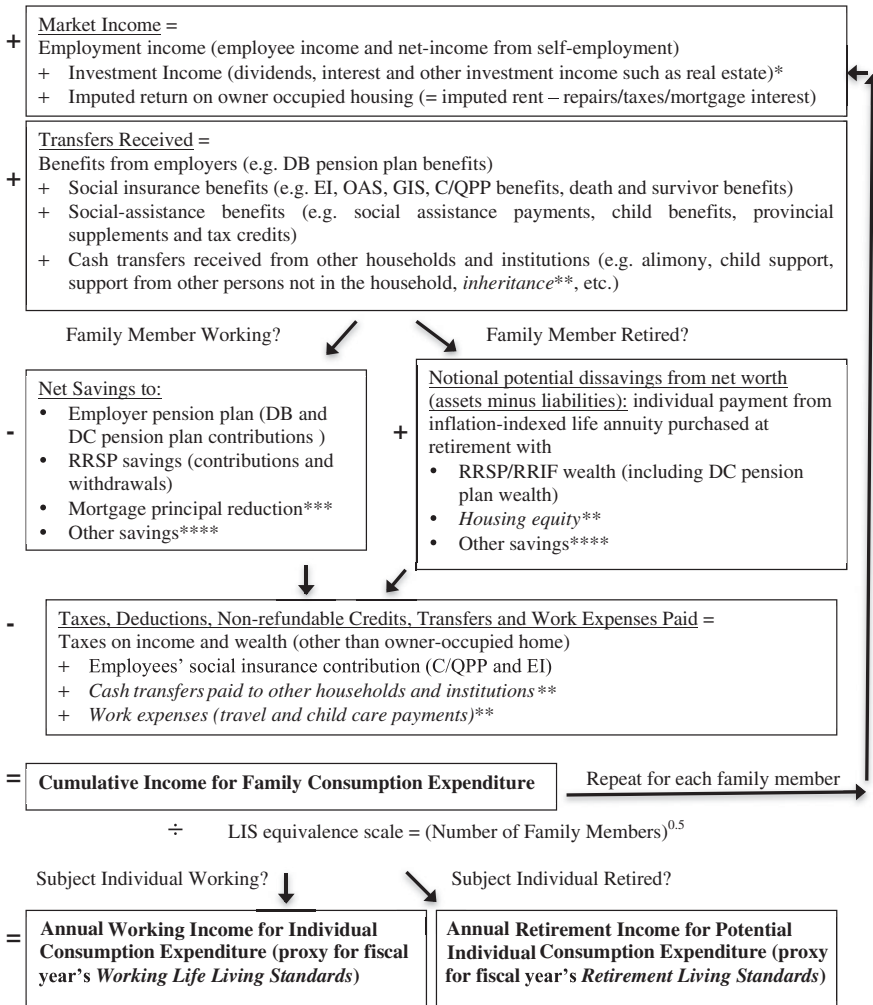 +
Market Income =
Employment income (employee income and net-income from self-employment)
+ Investment Income (dividends, interest and other investment income such as real estate)*
+ Imputed return on owner occupied housing (= imputed rent – repairs/taxes/mortgage interest)
+
Transfers Received =
Benefits from employers (e.g. DB pension plan benefits)
+ Social insurance benefits (e.g. EI, OAS, GIS, C/QPP benefits, death and survivor benefits)
+ Social-assistance benefits (e.g. social assistance payments, child benefits, provincial
supplements and tax credits)
+ Cash transfers received from other households and institutions (e.g. alimony, child support,
support from other persons not in the household, inheritance**, etc.)
Family Member Working?
Family Member Retired?
-
Net Savings to:
• Employer pension plan (DB and
DC pension plan contributions )
• RRSP savings (contributions and
withdrawals)
• Mortgage principal reduction***
• Other savings****
+
Notional potential dissavings from net worth
(assets minus liabilities): individual payment from
inflation-indexed life annuity purchased at
retirement with
• RRSP/RRIF wealth (including DC pension
plan wealth)
• Housing equity**
• Other savings****
-
Taxes, Deductions, Non-refundable Credits, Transfers and Work Expenses Paid =
Taxes on income and wealth (other than owner-occupied home)
+ Employees' social insurance contribution (C/QPP and EI)
+ Cash transfers paid to other households and institutions**
+ Work expenses (travel and child care payments)**
=
Cumulative Income for Family Consumption Expenditure
Repeat for each family member
÷ LIS equivalence scale = (Number of Family Members)0.5
Subject Individual Working?
Subject Individual Retired?
=
Annual Working Income for Individual
Consumption Expenditure (proxy for fiscal
year's Working Life Living Standards)
Annual Retirement Income for Potential
Individual Consumption Expenditure (proxy
for fiscal year's Retirement Living Standards)